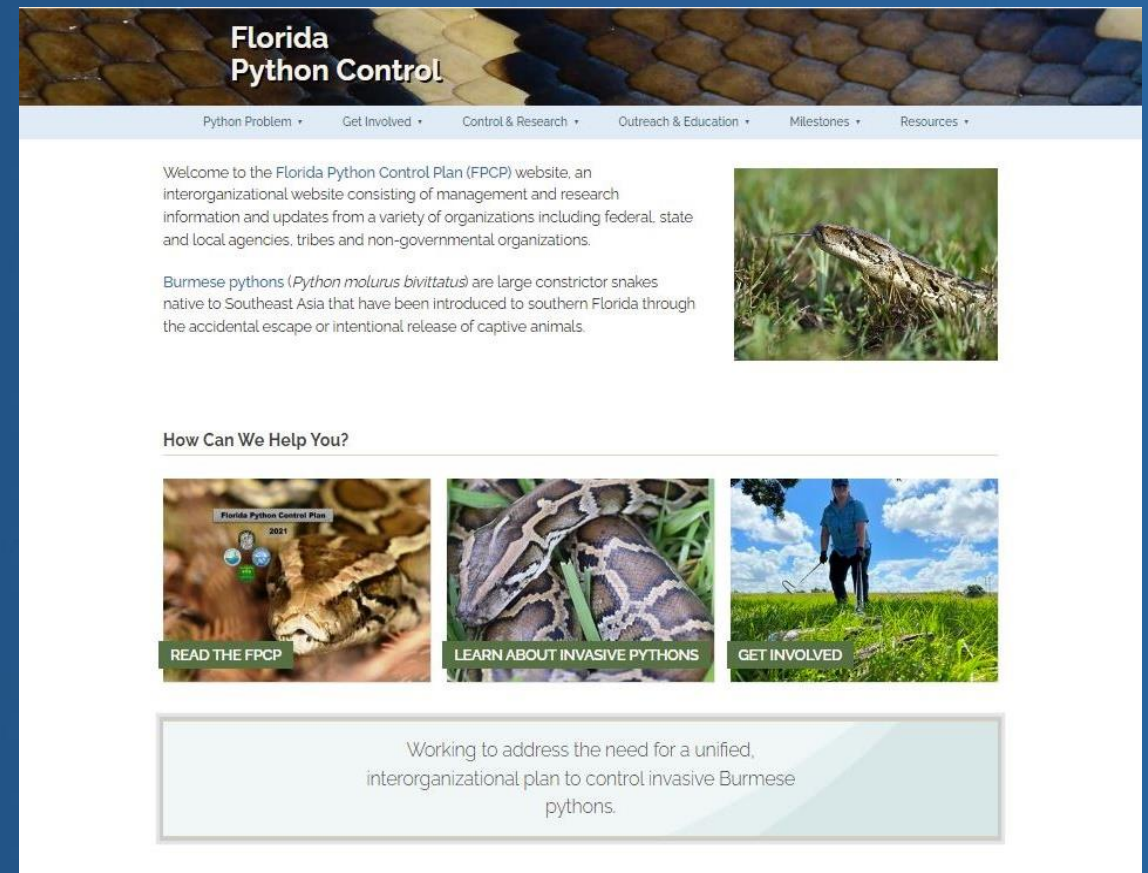 Florida
Python Control
Python Problem
Get Involved
Control & Research
Outreach & Education
Milestones
Resources
Welcome to the Florida Python Control Plan (FPCP) website, an
interorganizational website consisting of management and research
information and updates from a variety of organizations including federal, state
and local agencies, tribes and non-governmental organizations.
Burmese pythons (Python molurus bivittatus) are large constrictor snakes
native to Southeast Asia that have been introduced to southern Florida through
the accidental escape or intentional release of captive animals.
How Can We Help You?
Florida Python Control Plan
2021
READ THE FPCP
LEARN ABOUT INVASIVE PYTHONS
GET INVOLVED
Working to address the need for a unified,
interorganizational plan to control invasive Burmese
pythons.